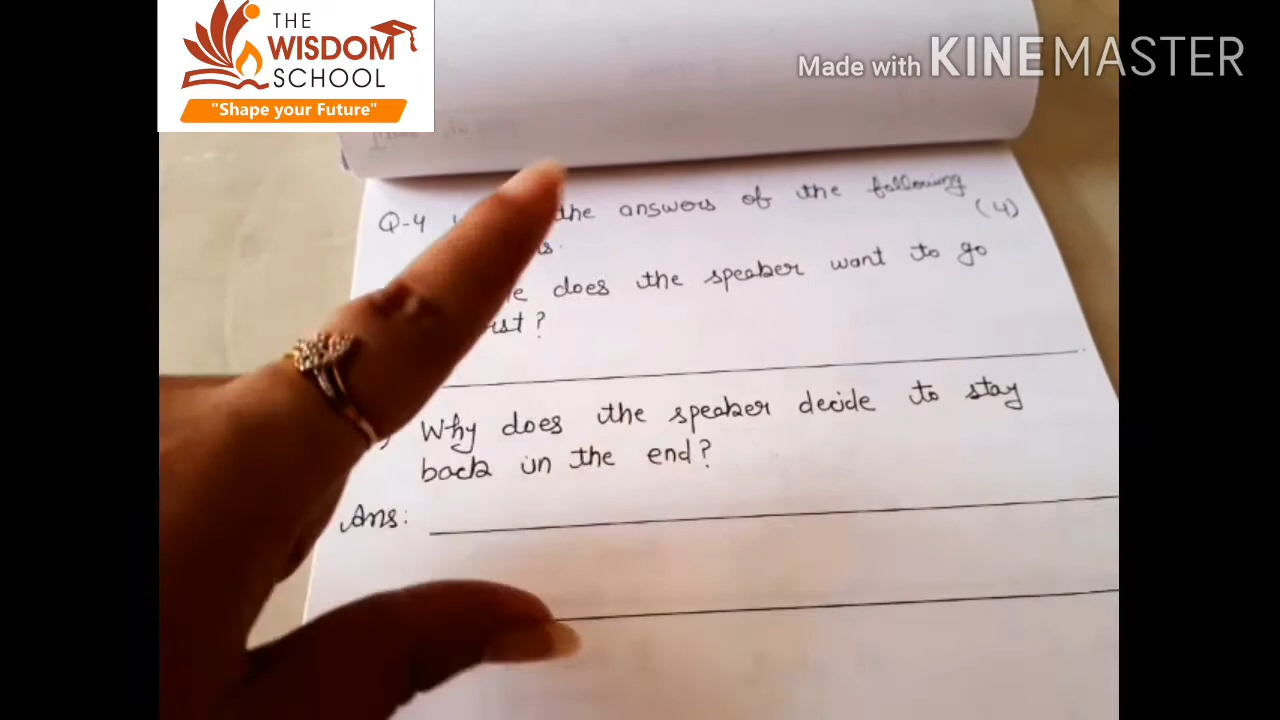 THE
WISDOM
SCHOOL
"Shape your Future"
Made with KINEMASTER
Q-4 the answers of the following
(4)
does the speaker want to go
?
Why does the speaker decide to stay
back in the end?
Ans: